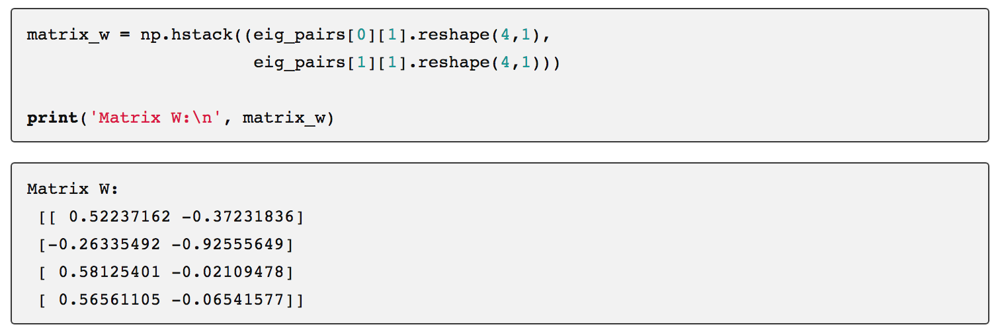 matrix_w = np.hstack((eig_pairs[0][1].reshape(4,1),
                      eig_pairs[1][1].reshape(4,1)))
print('Matrix W:\n', matrix_w)
Matrix W:
 [[ 0.52237162 -0.37231836]
 [-0.26335492 -0.92555649]
 [ 0.58125401 -0.02109478]
 [ 0.56561105 -0.06541577]]